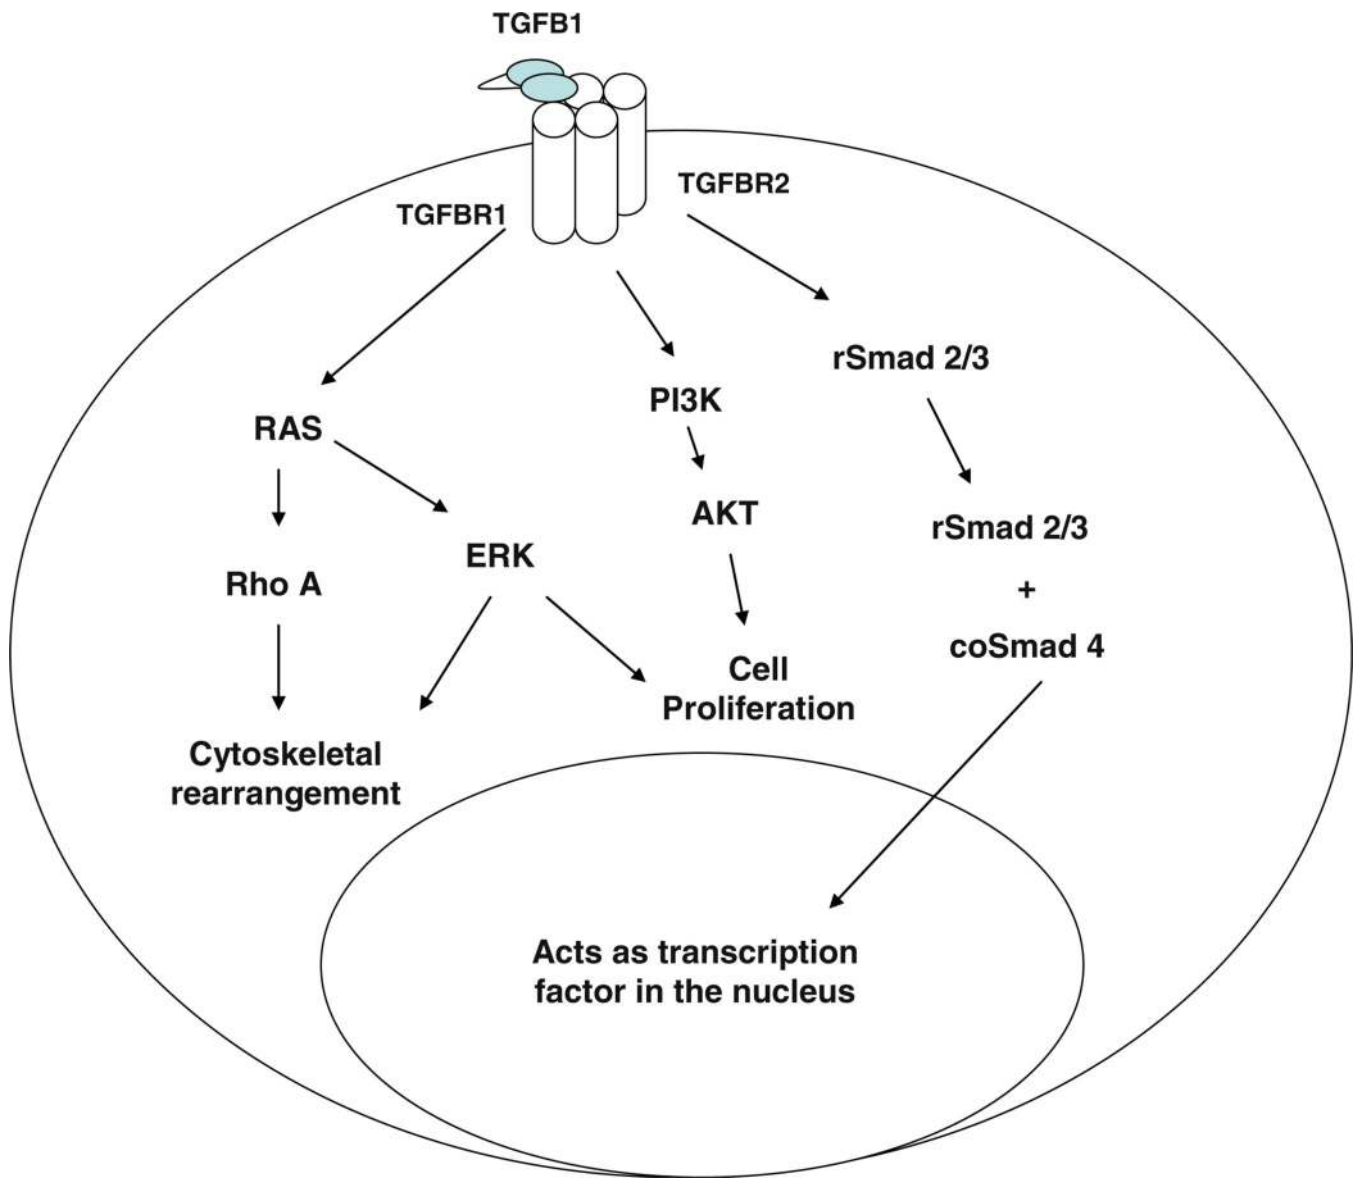 TGFB1
TGFBR2
TGFBR1
rSmad 2/3
PI3K
RAS
AKT
rSmad 2/3
ERK
Rho A
+
coSmad 4
Cell
Proliferation
Cytoskeletal
rearrangement
Acts as transcription
factor in the nucleus